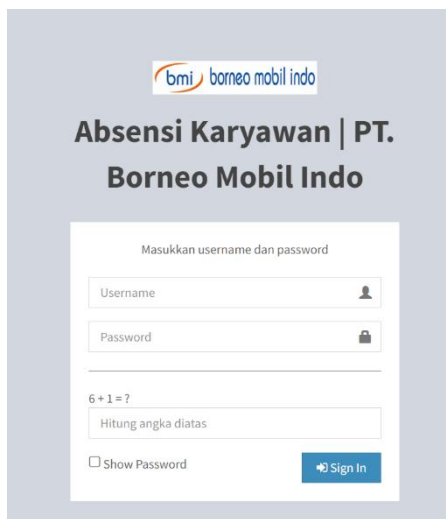 bmi borneo mobil indo
Absensi Karyawan | PT.
Borneo Mobil Indo
Masukkan username dan password
Username
Password
6 + 1 = ?
Hitung angka diatas
Show Password
Sign In